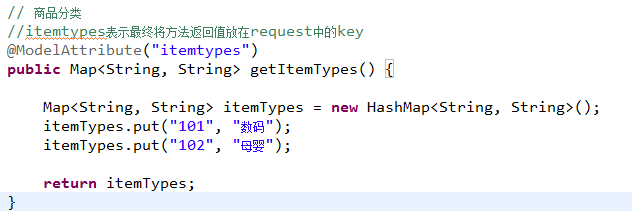 // 商品分类
//itemtypes表示最终将方法返回值放在request中的key
@ModelAttribute("itemtypes")
public Map<String, String> getItemTypes() {
Map<String, String> itemTypes = new HashMap<String, String>();
itemTypes.put("101", "数码");
itemTypes.put("102", "母婴");
return itemTypes;
}